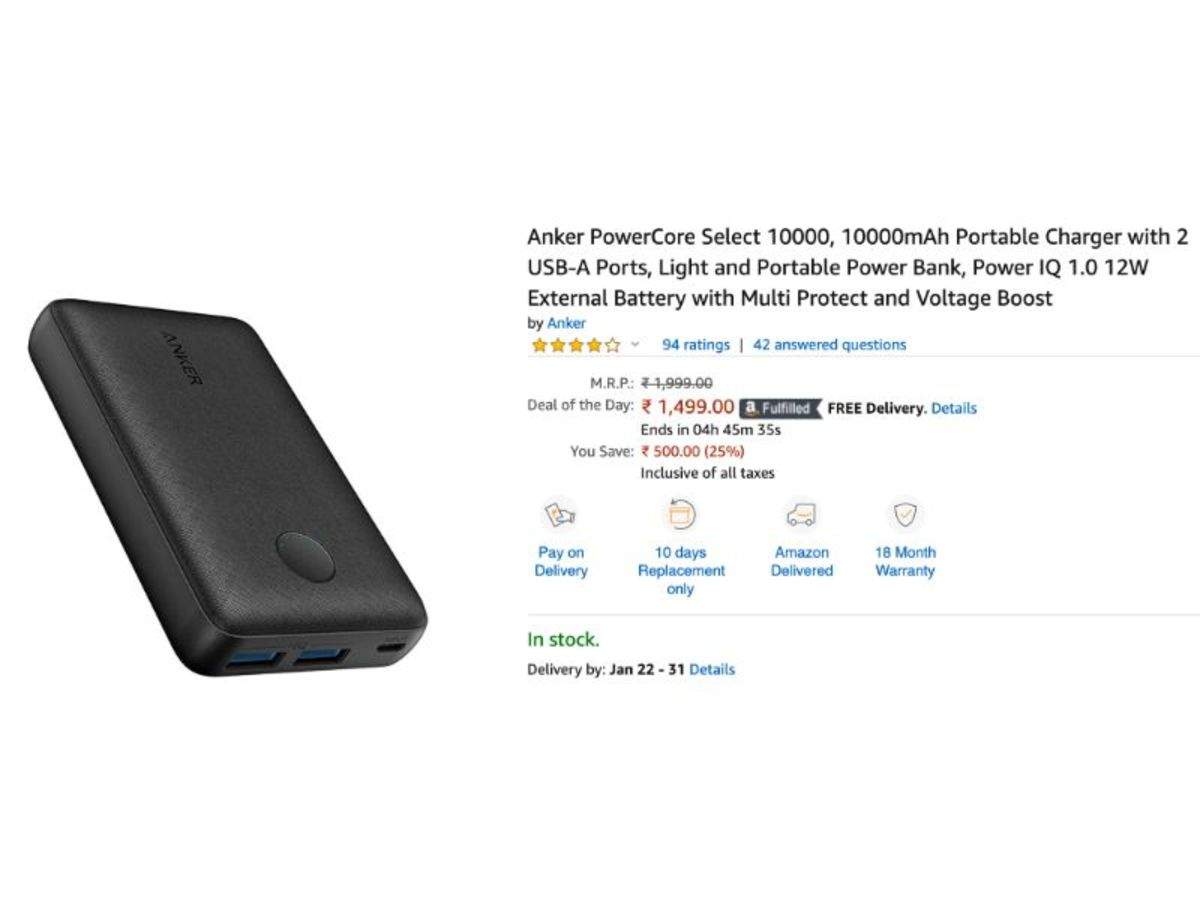 Anker PowerCore Select 10000, 10000mAh Portable Charger with 2
USB-A Ports, Light and Portable Power Bank, Power IQ 1.0 12W
External Battery with Multi Protect and Voltage Boost
by Anker
94 ratings | 42 answered questions
M.R.P.: ₹ 1,999.00
Deal of the Day: ₹ 1,499.00 a Fulfilled FREE Delivery. Details
Ends in 04h 45m 35s
You Save: ₹ 500.00 (25%)
Inclusive of all taxes
Pay on
Delivery
10 days
Replacement
only
Amazon
Delivered
18 Month
Warranty
In stock.
Delivery by: Jan 22 - 31 Details
ANKER